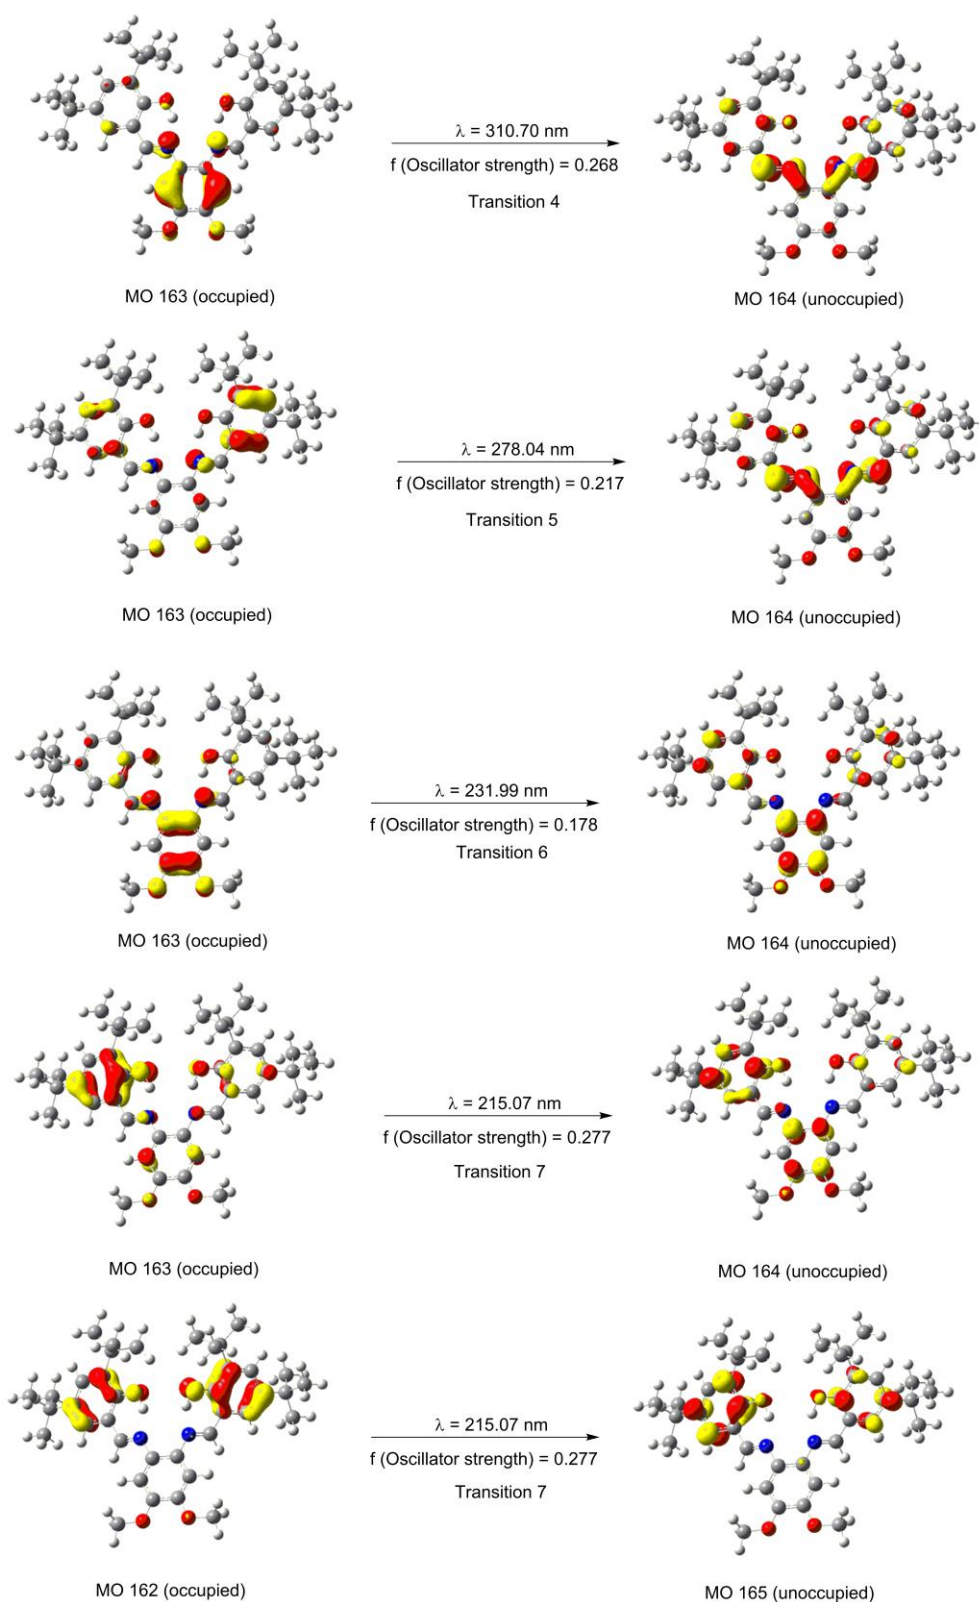 λ = 310.70 nm
f (Oscillator strength) = 0.268
Transition 4
MO 163 (occupied)
MO 164 (unoccupied)
λ = 278.04 nm
f (Oscillator strength) = 0.217
Transition 5
MO 163 (occupied)
MO 164 (unoccupied)
λ = 231.99 nm
f (Oscillator strength) = 0.178
Transition 6
MO 163 (occupied)
MO 164 (unoccupied)
λ = 215.07 nm
f (Oscillator strength) = 0.277
Transition 7
MO 163 (occupied)
MO 164 (unoccupied)
λ = 215.07 nm
f (Oscillator strength) = 0.277
Transition 7
MO 162 (occupied)
MO 165 (unoccupied)